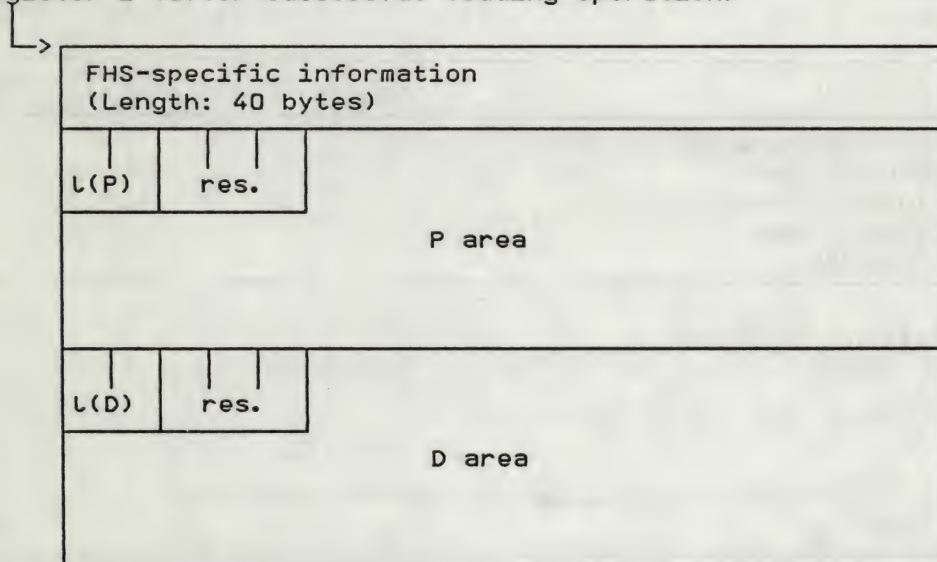 FHS-specific information
(Length: 40 bytes)
l(P) res.
P area
l(D) res.
D area